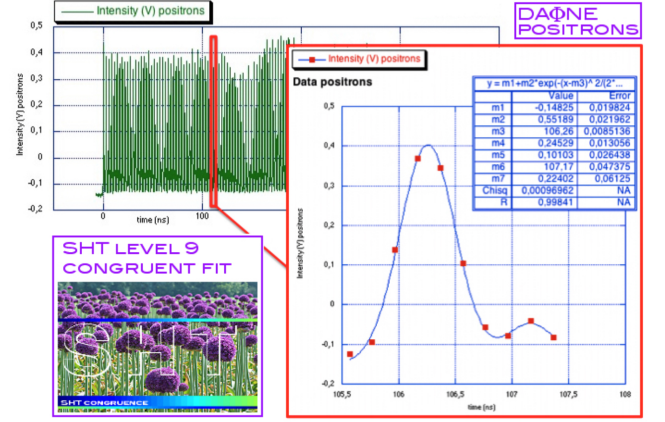 Intensity (V) positrons
DAΦNE
POSITRONS
0,5
0,4
0,3
0,2
0,1
0
-0,1
-0,2
Intensity (V) positrons
0
100
time (ns)
Intensity (V) positrons
Data positrons
y = m1+m2*exp(-(x-m3)^ 2/(2*...
Value Error
m1 -0,14825 0,019824
m2 0,55189 0,021962
m3 106,26 0,0085136
m4 0,24529 0,013056
m5 0,10103 0,026438
m6 107,17 0,047375
m7 0,22402 0,06125
Chisq 0,00096962 NA
R 0,99841 NA
0,5
0,4
0,3
0,2
0,1
0
-0,1
-0,2
Intensity (V) positrons
105,5
106
106,5
107
107,5
108
time (ns)
SHT LEVEL 9
CONGRUENT FIT
SHT
SHT CONGRUENCE